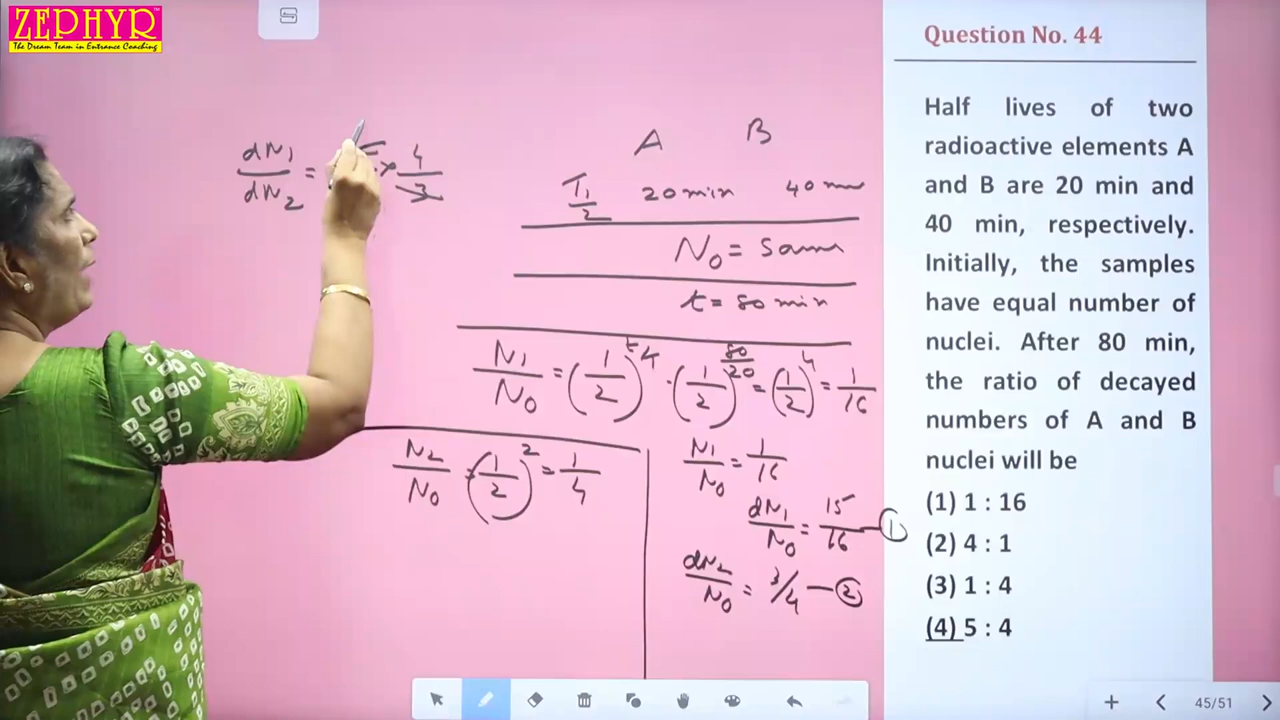 ZEPHYR™
The Dream Team in Entrance Coaching
Question No. 44
Half lives of two
radioactive elements A
and B are 20 min and
40 min, respectively.
Initially, the samples
have equal number of
nuclei. After 80 min,
the ratio of decayed
numbers of A and B
nuclei will be
(1) 1 : 16
(2) 4 : 1
(3) 1 : 4
(4) 5 : 4
A B
T1/2 20 min 40 min
N0 = same
t = 80 min
N1/N0 = (1/2)^t4 · (1/2)^80/20 = (1/2)^4 = 1/16
N2/N0 = (1/2)^2 = 1/4
N1/N0 = 1/16
dN1/N0 = 15/16 — 1
dN2/N0 = 3/4 — 2
dN1/dN2 = × 4/3
45/51